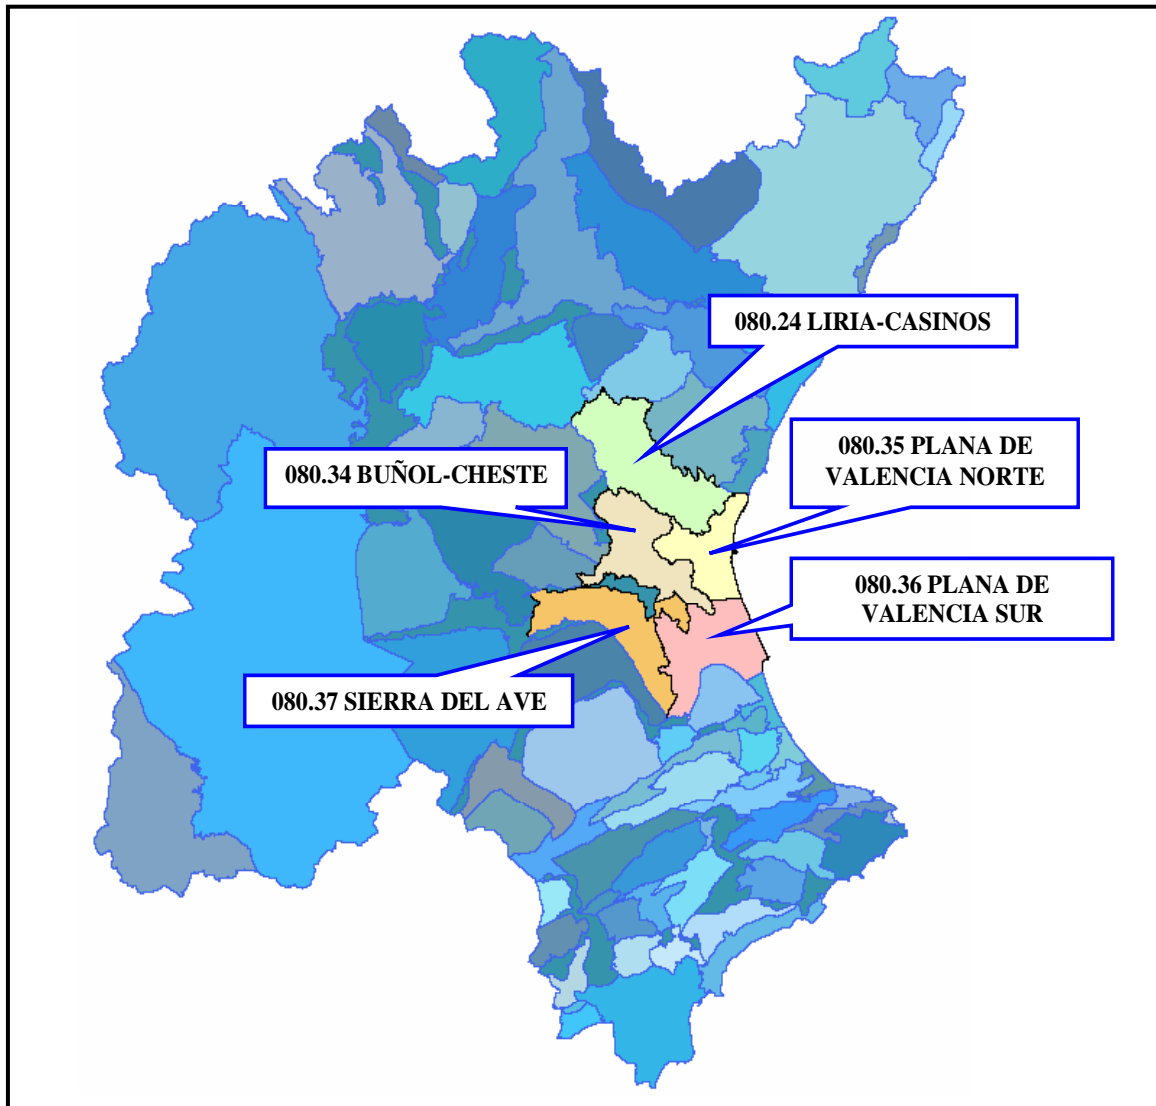 080.24 LIRIA-CASINOS
080.35 PLANA DE
VALENCIA NORTE
080.34 BUÑOL-CHESTE
080.36 PLANA DE
VALENCIA SUR
080.37 SIERRA DEL AVE